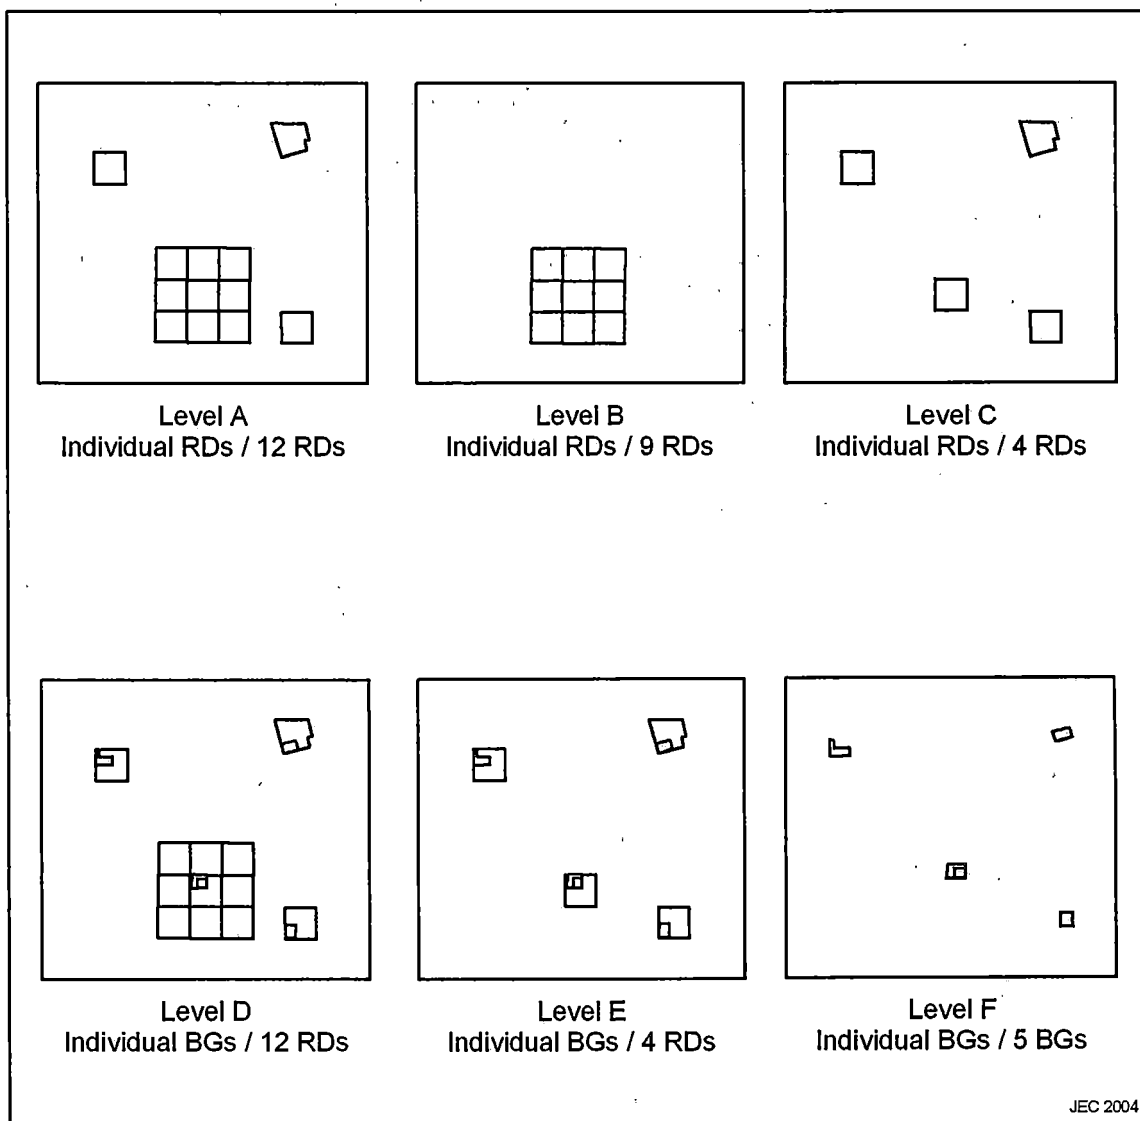 Level A
Individual RDs / 12 RDs
Level B
Individual RDs / 9 RDs
Level C
Individual RDs / 4 RDs
Level D
Individual BGs / 12 RDs
Level E
Individual BGs / 4 RDs
Level F
Individual BGs / 5 BGs
JEC 2004